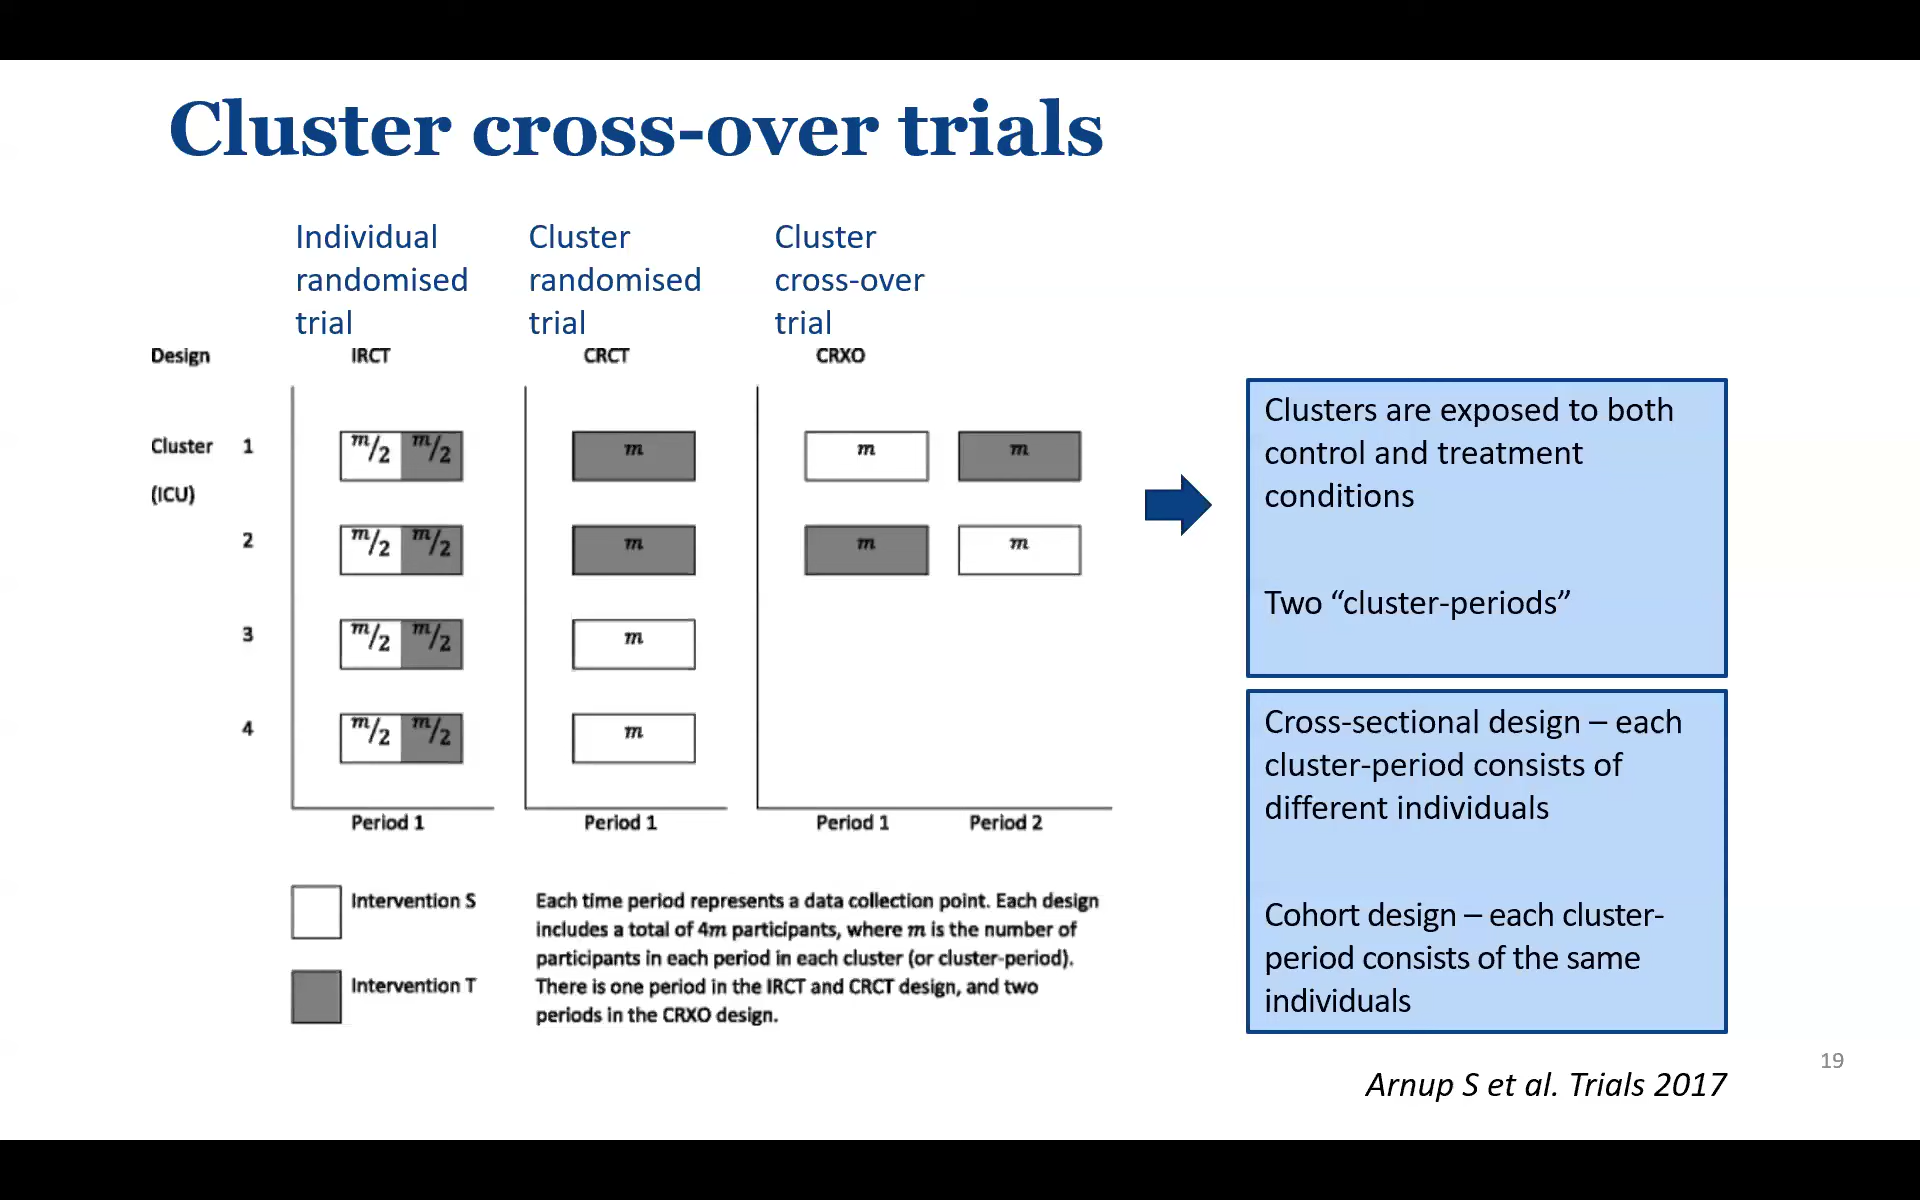 Cluster cross-over trials
Individual
randomised
trial
Cluster
randomised
trial
Cluster
cross-over
trial
Design
IRCT
CRCT
CRXO
Cluster 1
(ICU)
m/2 m/2
m
m
m
2
m/2 m/2
m
m
m
3
m/2 m/2
m
4
m/2 m/2
m
Period 1
Period 1
Period 1
Period 2
Intervention S
Intervention T
Each time period represents a data collection point. Each design
includes a total of 4m participants, where m is the number of
participants in each period in each cluster (or cluster-period).
There is one period in the IRCT and CRCT design, and two
periods in the CRXO design.
Clusters are exposed to both
control and treatment
conditions
Two “cluster-periods”
Cross-sectional design – each
cluster-period consists of
different individuals
Cohort design – each cluster-
period consists of the same
individuals
19
Arnup S et al. Trials 2017